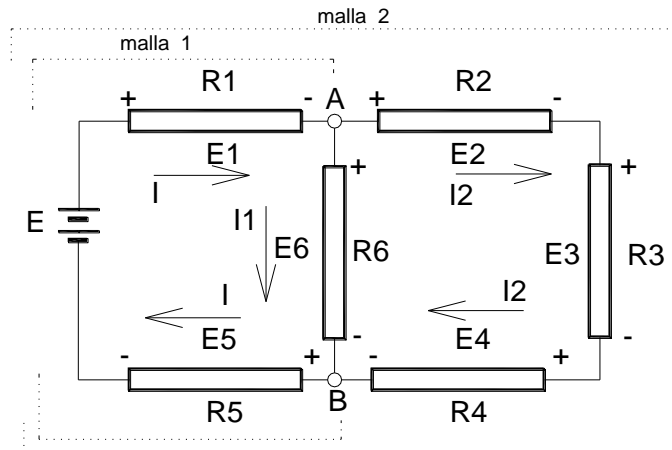 malla 2
malla 1
R1 A R2
+ - + -
E1 + E2 +
I I2
E I1 E6 R6 E3 R3
I I2
- E5 + - - E4 + -
R5 B R4